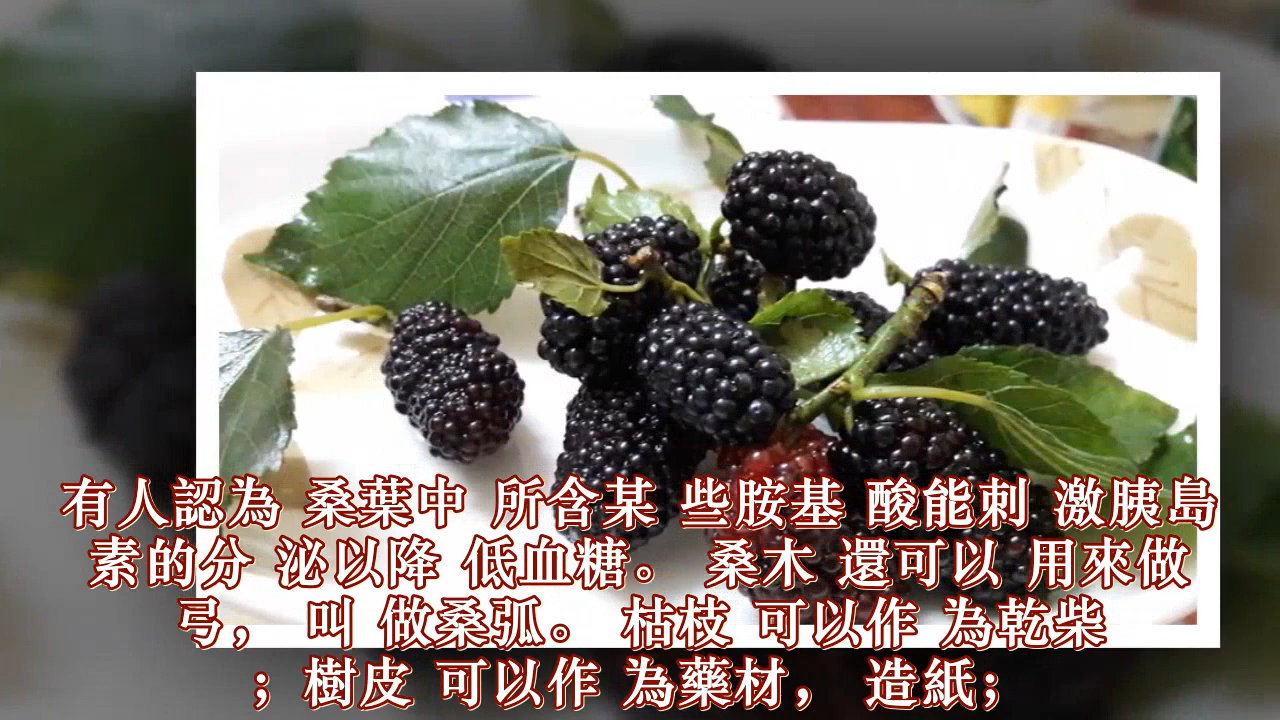 有人認為 桑葉中 所含某 些胺基 酸能刺 激胰島
素的分 泌以降 低血糖。 桑木 還可以 用來做
弓， 叫 做桑弧。 枯枝 可以作 為乾柴
；樹皮 可以作 為藥材， 造紙；